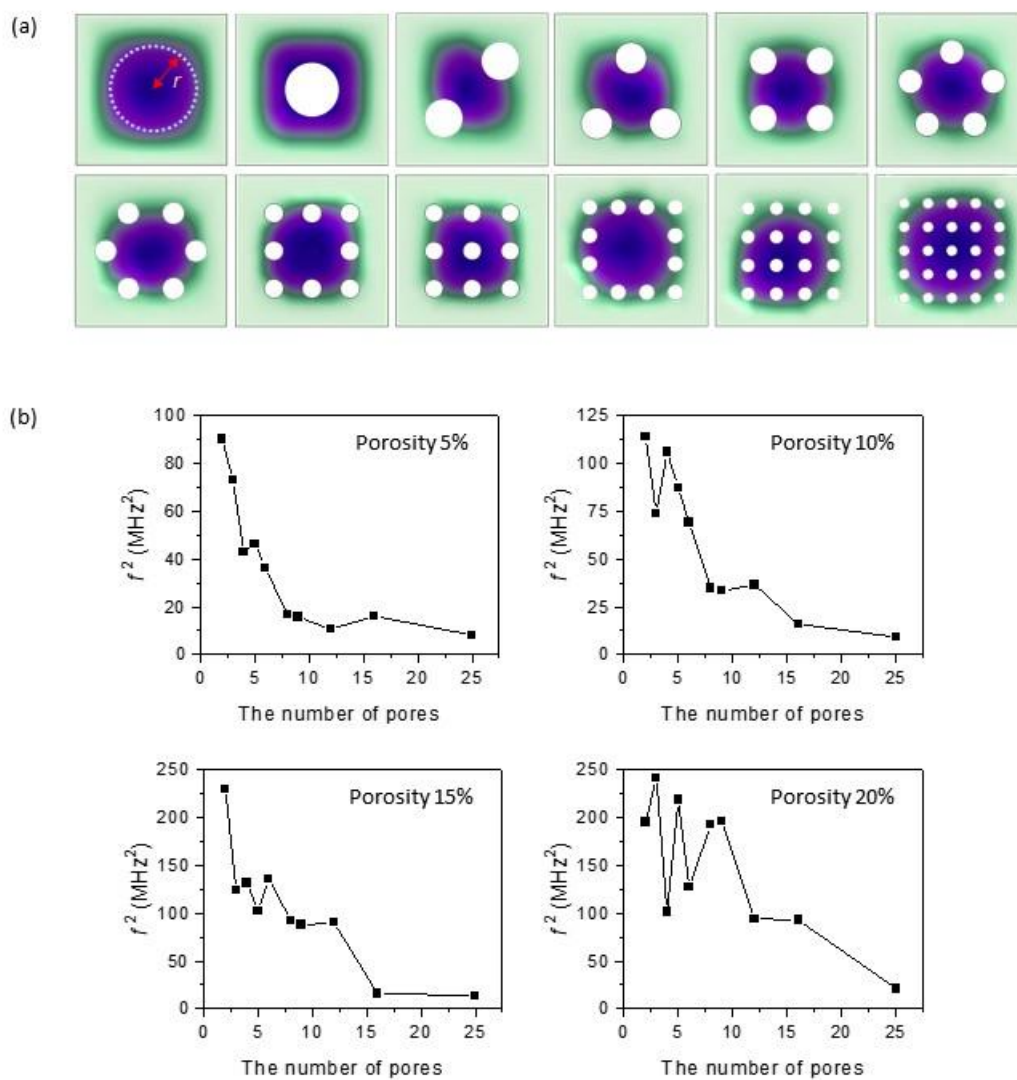 (a)
r
(b)
100
80
60
40
20
0
f 2 (MHz2)
Porosity 5%
0 5 10 15 20 25
The number of pores
125
100
75
50
25
0
f 2 (MHz2)
Porosity 10%
0 5 10 15 20 25
The number of pores
250
200
150
100
50
0
f 2 (MHz2)
Porosity 15%
0 5 10 15 20 25
The number of pores
250
200
150
100
50
0
f 2 (MHz2)
Porosity 20%
0 5 10 15 20 25
The number of pores